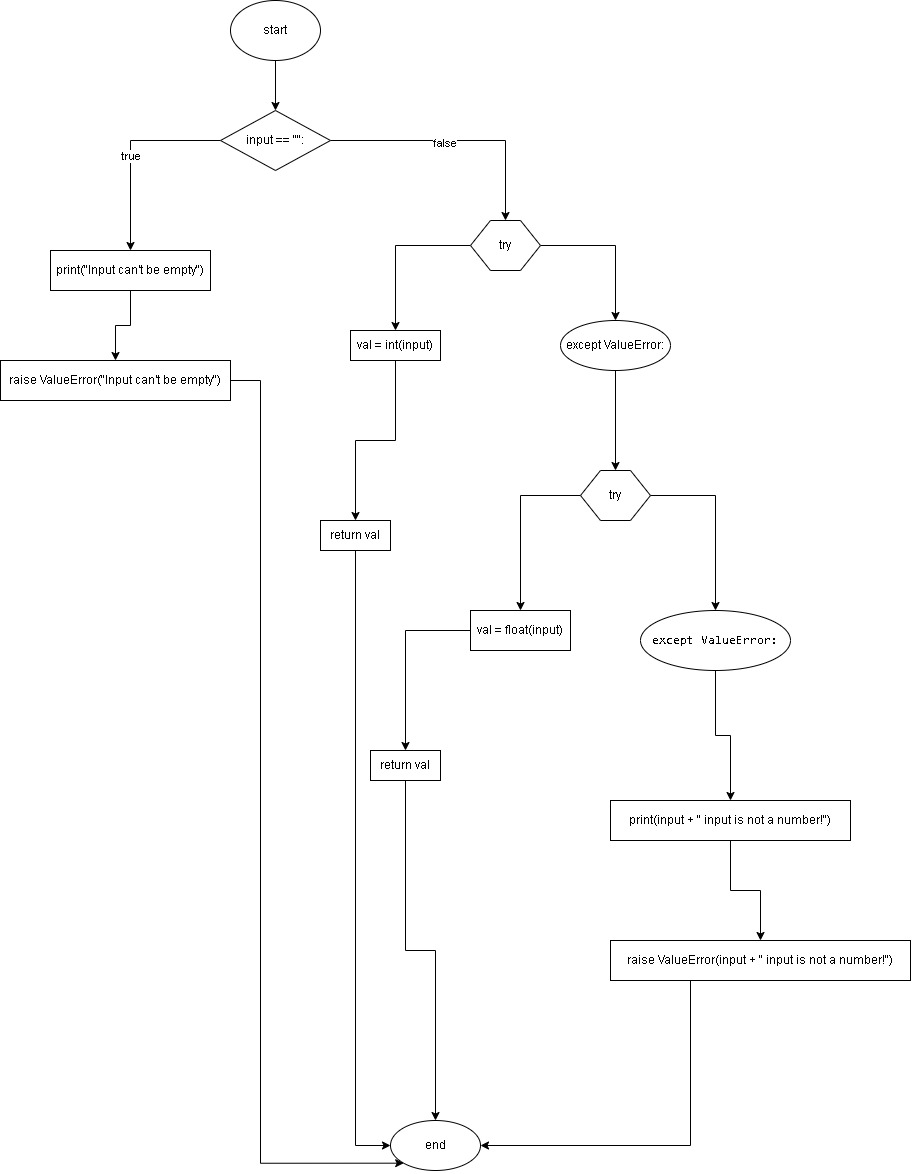 start
input == "":
true
false
try
print("Input can't be empty")
val = int(input)
except ValueError:
raise ValueError("Input can't be empty")
try
return val
val = float(input)
except ValueError:
return val
print(input + " input is not a number!")
raise ValueError(input + " input is not a number!")
end